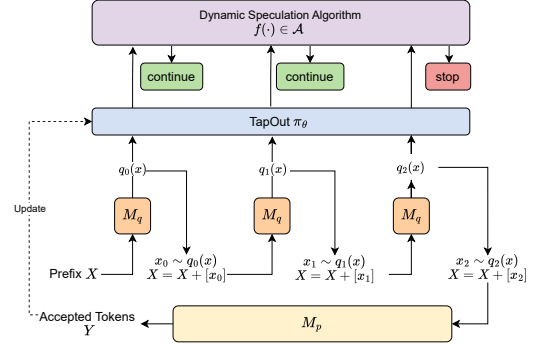 Dynamic Speculation Algorithm
f(·) ∈ 𝒜
continue
continue
stop
TapOut π_θ
q_0(x)
q_1(x)
q_2(x)
Update
M_q
M_q
M_q
x_0 ∼ q_0(x)
x_1 ∼ q_1(x)
x_2 ∼ q_2(x)
Prefix X
X = X + [x_0]
X = X + [x_1]
X = X + [x_2]
Accepted Tokens
Y
M_p